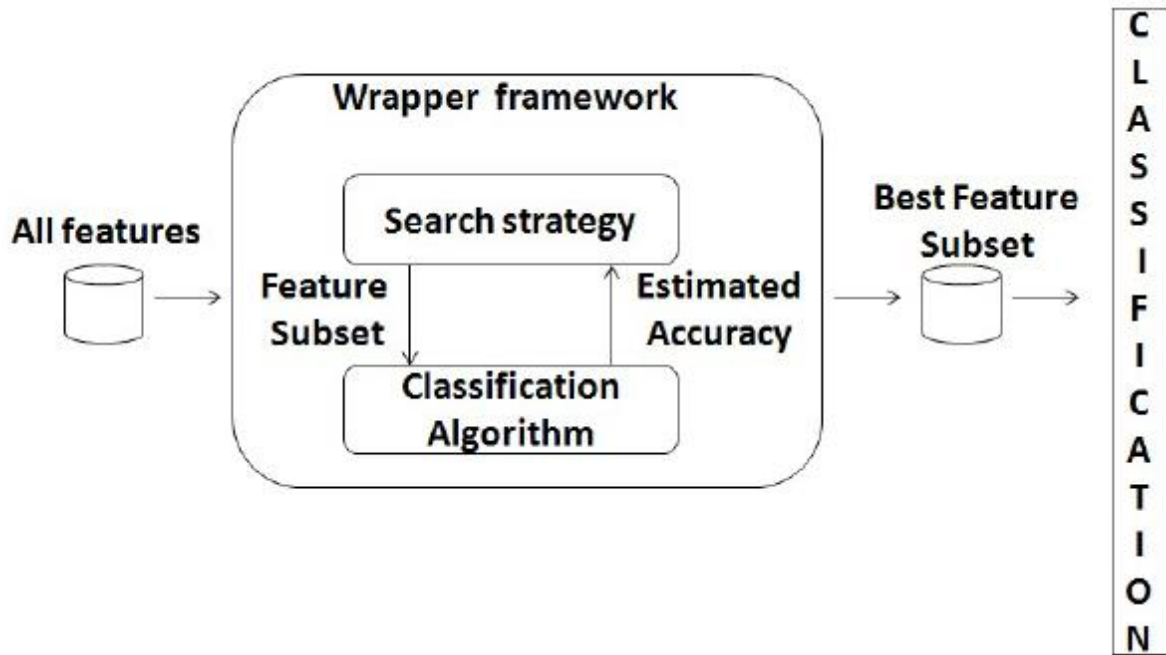 Wrapper framework
Search strategy
All features
Feature
Subset
Estimated
Accuracy
Classification
Algorithm
Best Feature
Subset
C
L
A
S
S
I
F
I
C
A
T
I
O
N